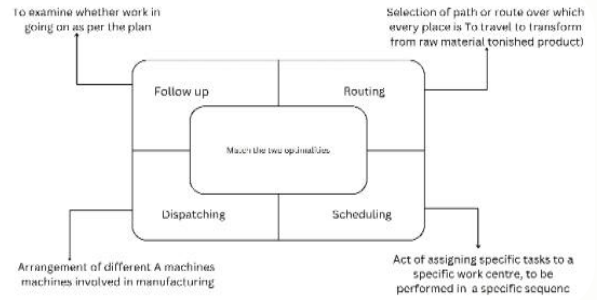 To examine whether work in
going on as per the plan
Selection of path or route over which
every place is To travel to transform
from raw material tonished product)
Follow up
Routing
Match the two optimalities
Dispatching
Scheduling
Arrangement of different A machines
machines involved in manufacturing
Act of assigning specific tasks to a
specific work centre, to be
performed in a specific sequenc